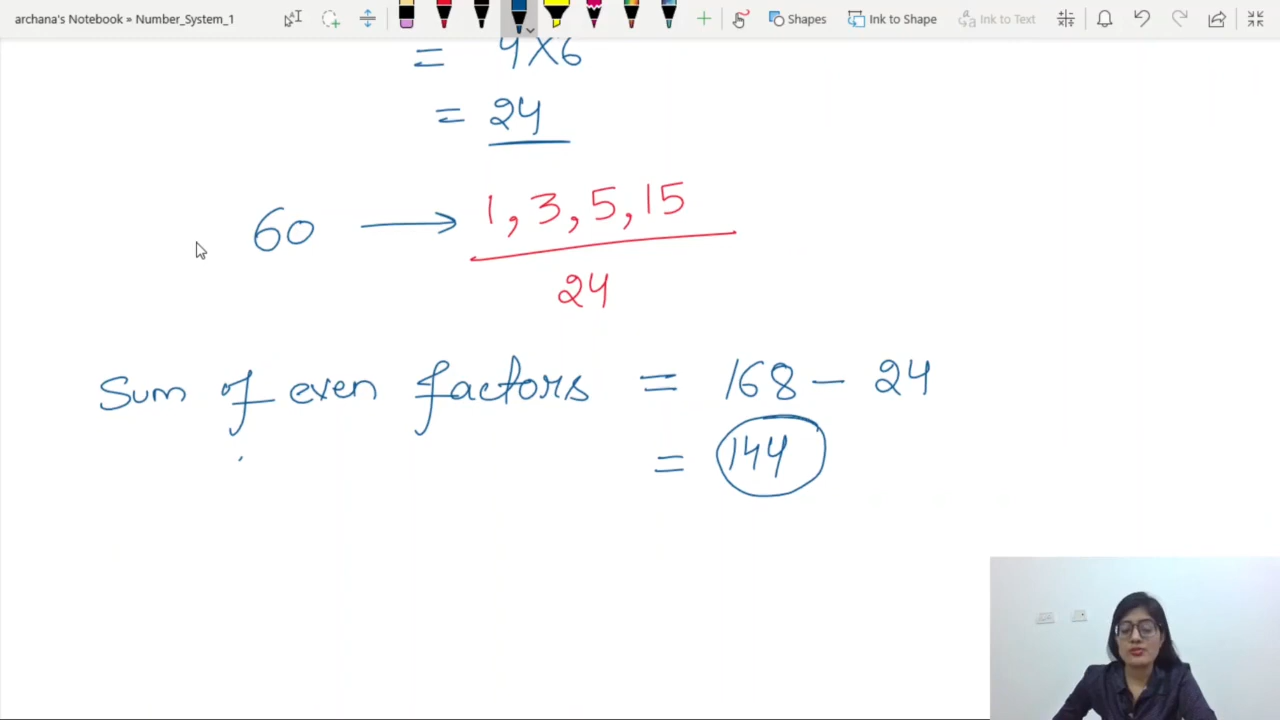 archana's Notebook » Number_System_1 Shapes Ink to Shape Ink to Text
= 4X6
= 24
60 → 1, 3, 5, 15
24
Sum of even factors = 168 - 24
= 144